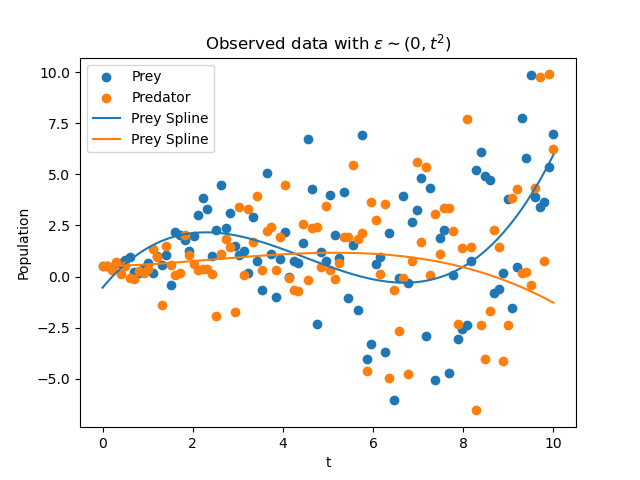 Observed data with ε ~ (0, t²)
Prey
Predator
Prey Spline
Prey Spline
Population
10.0
7.5
5.0
2.5
0.0
−2.5
−5.0
0 2 4 6 8 10
t